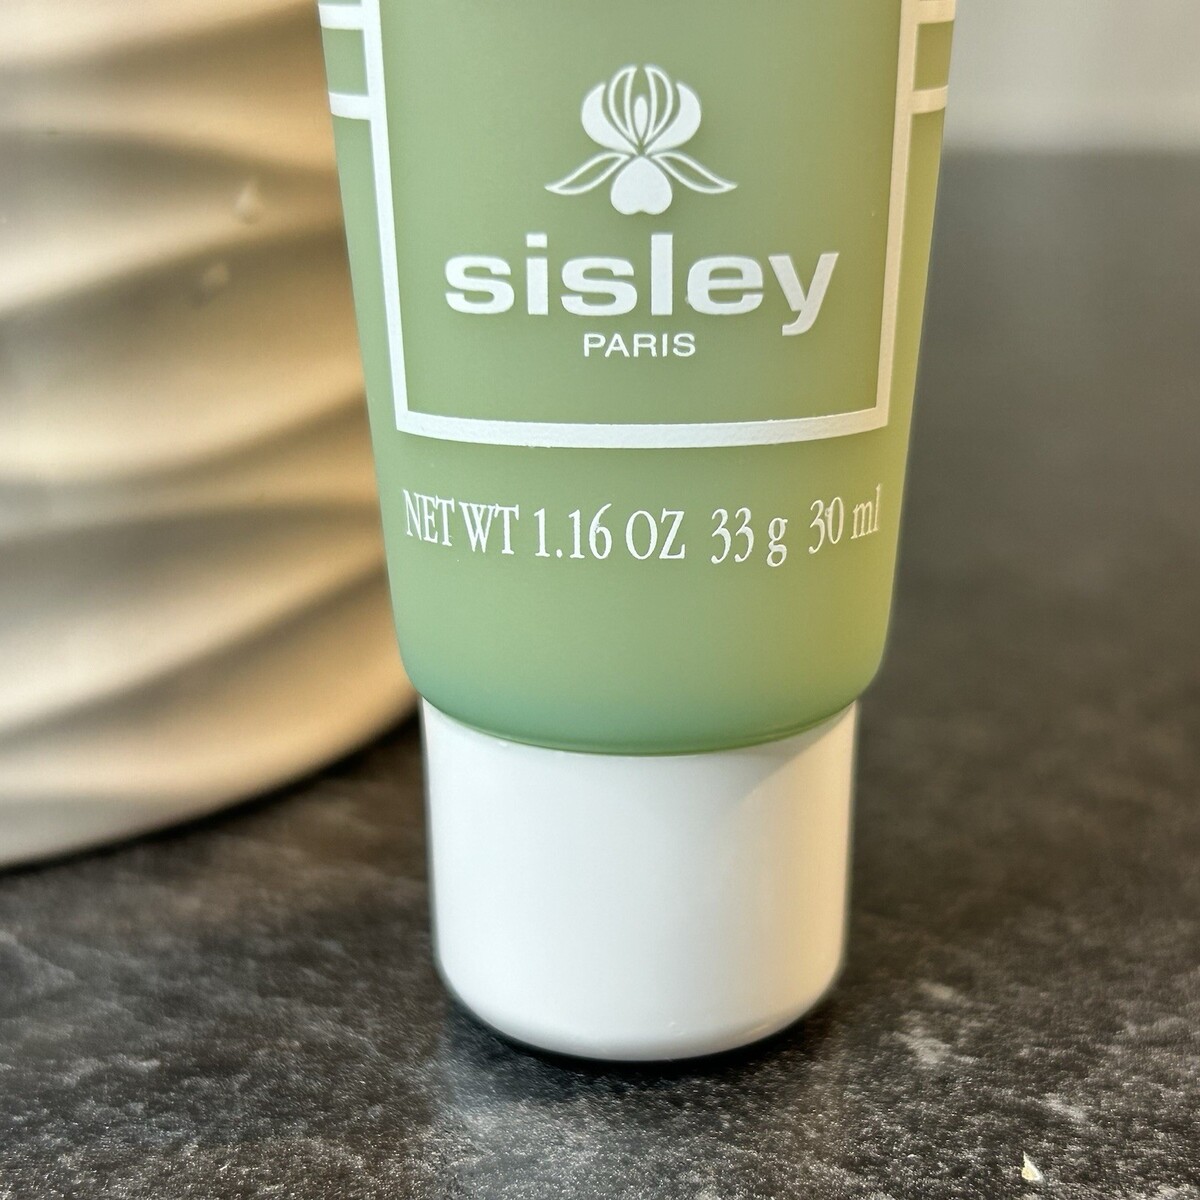 sisley
PARIS
NET WT 1.16 OZ 33 g 30 ml